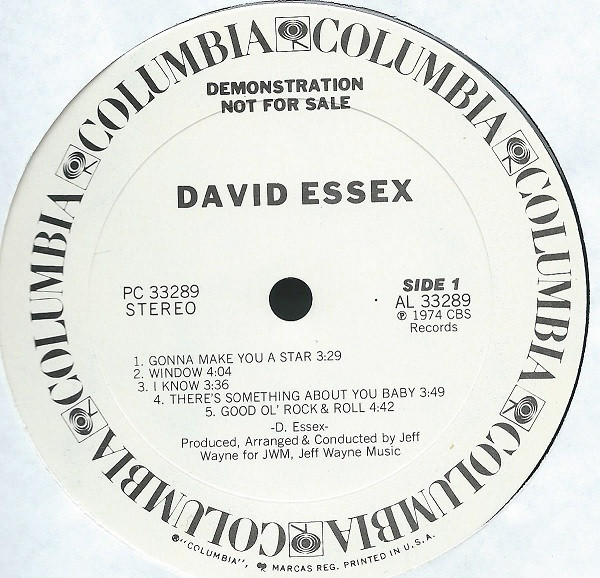 COLUMBIA COLUMBIA COLUMBIA COLUMBIA COLUMBIA COLUMBIA COLUMBIA
DEMONSTRATION
NOT FOR SALE
DAVID ESSEX
PC 33289
STEREO
SIDE 1
AL 33289
℗ 1974 CBS
Records
1. GONNA MAKE YOU A STAR 3:29
2. WINDOW 4:04
3. I KNOW 3:36
4. THERE'S SOMETHING ABOUT YOU BABY 3:49
5. GOOD OL' ROCK & ROLL 4:42
-D. Essex-
Produced, Arranged & Conducted by Jeff
Wayne for JWM, Jeff Wayne Music
® "COLUMBIA", MARCAS REG. PRINTED IN U.S.A.